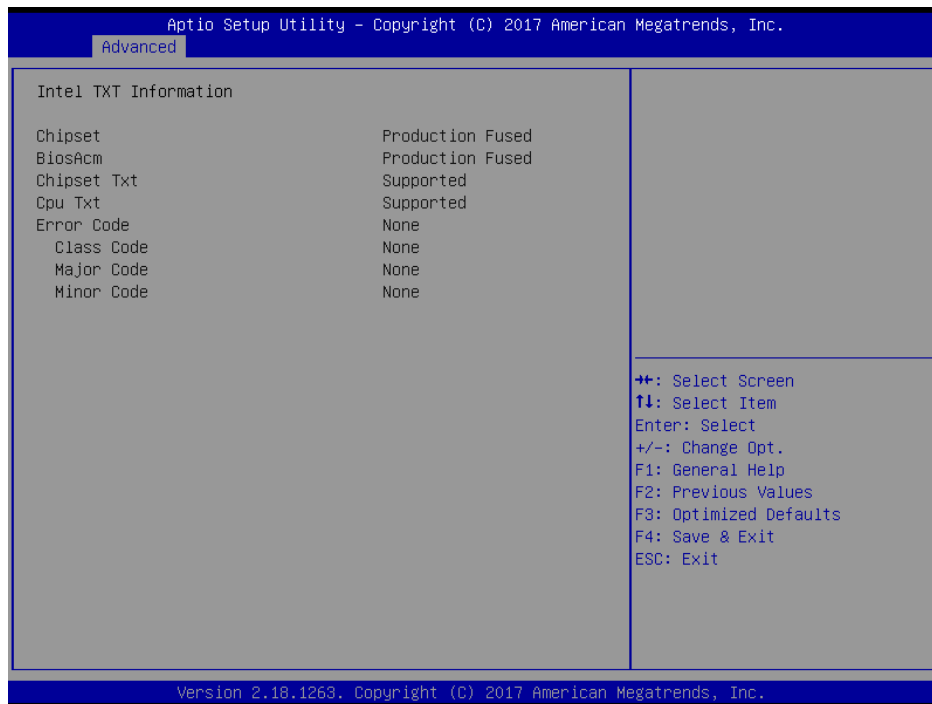 Aptio Setup Utility – Copyright (C) 2017 American Megatrends, Inc.
Advanced
Intel TXT Information
Chipset Production Fused
BiosAcm Production Fused
Chipset Txt Supported
Cpu Txt Supported
Error Code None
Class Code None
Major Code None
Minor Code None
→←: Select Screen
↑↓: Select Item
Enter: Select
+/-: Change Opt.
F1: General Help
F2: Previous Values
F3: Optimized Defaults
F4: Save & Exit
ESC: Exit
Version 2.18.1263. Copyright (C) 2017 American Megatrends, Inc.